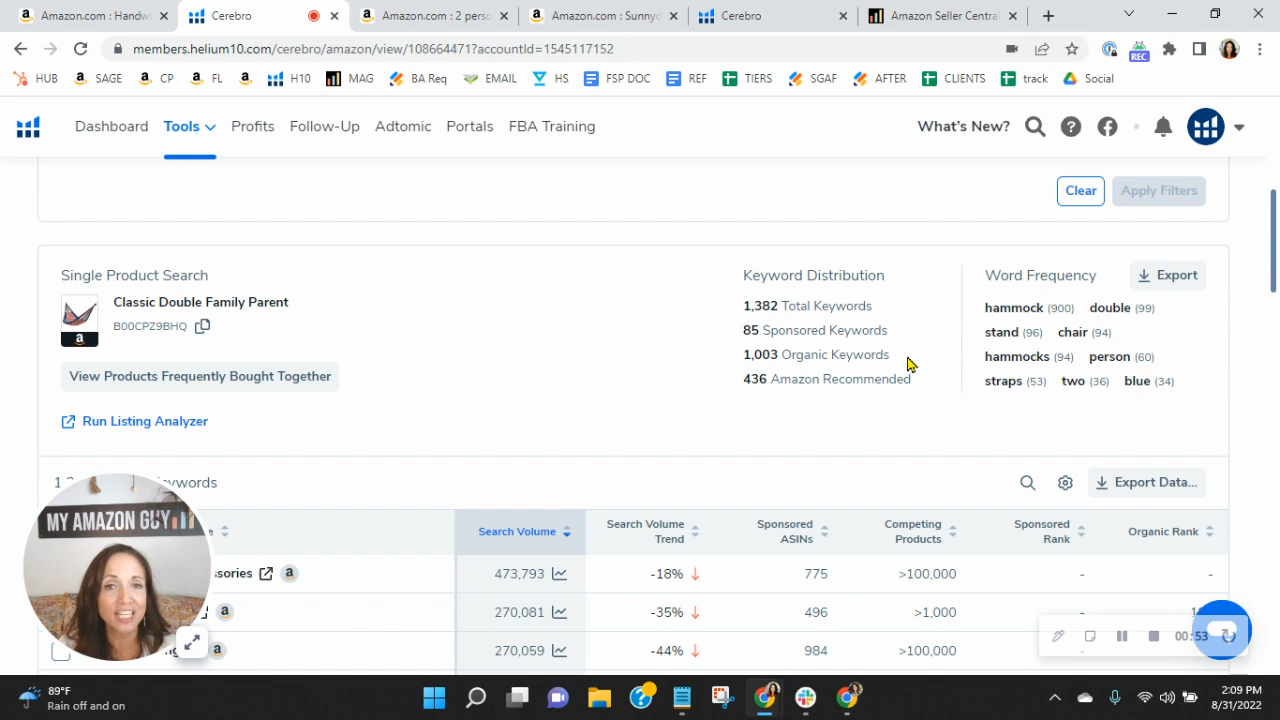 Amazon.com : Handw
Cerebro
Amazon.com : 2 perso
Amazon.com : Sunnyd
Cerebro
Amazon Seller Central
members.helium10.com/cerebro/amazon/view/108664471?accountId=1545117152
REC
HUB
SAGE
CP
FL
H10
MAG
BA Req
EMAIL
HS
FSP DOC
REF
TIERS
SGAF
AFTER
CLIENTS
track
Social
Dashboard
Tools
Profits
Follow-Up
Adtomic
Portals
FBA Training
What's New?
Clear
Apply Filters
Single Product Search
Classic Double Family Parent
B00CPZ9BHQ
View Products Frequently Bought Together
Run Listing Analyzer
Keyword Distribution
1,382 Total Keywords
85 Sponsored Keywords
1,003 Organic Keywords
436 Amazon Recommended
Word Frequency
Export
hammock (900) double (99)
stand (96) chair (94)
hammocks (94) person (60)
straps (53) two (36) blue (34)
Export Data...
Search Volume
Search Volume Trend
Sponsored ASINs
Competing Products
Sponsored Rank
Organic Rank
473,793 -18% 775 >100,000 - -
270,081 -35% 496 >1,000 -
270,059 -44% 984 >100,000
MY AMAZON GUY
00:53
89°F
Rain off and on
2:09 PM
8/31/2022